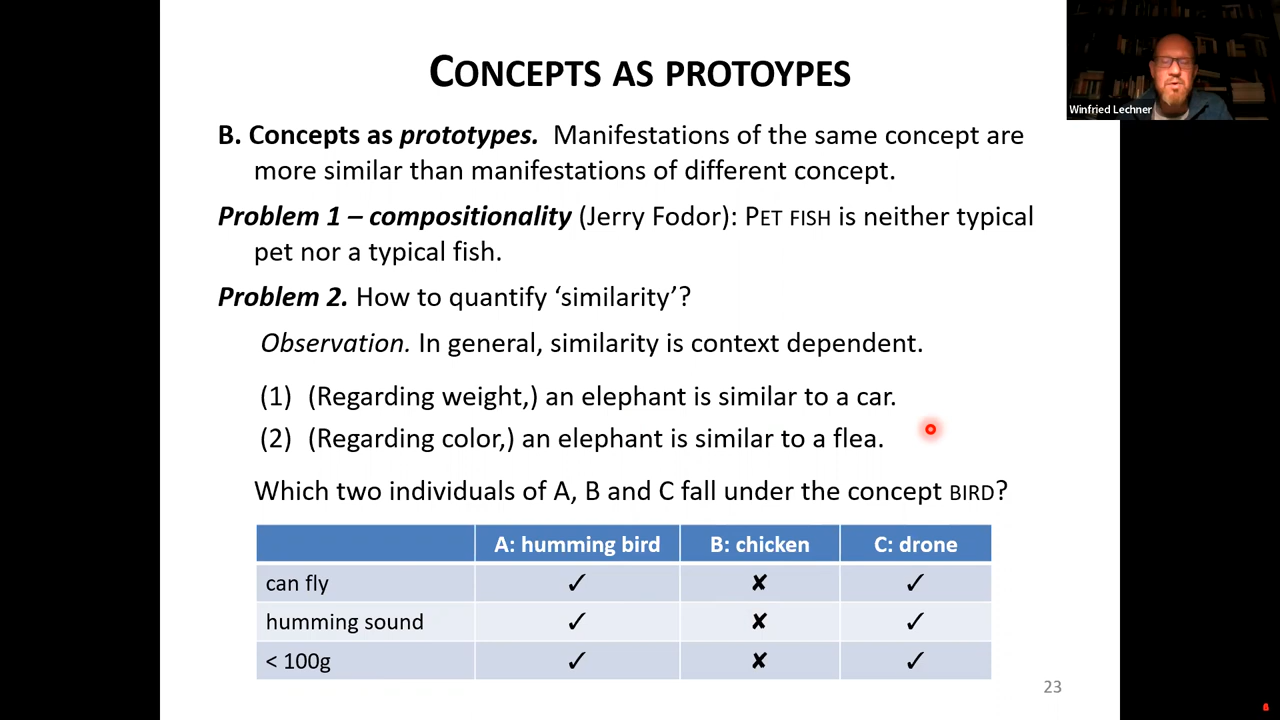 CONCEPTS AS PROTOYPES
Winfried Lechner
B. Concepts as prototypes. Manifestations of the same concept are
more similar than manifestations of different concept.
Problem 1 – compositionality (Jerry Fodor): PET FISH is neither typical
pet nor a typical fish.
Problem 2. How to quantify ‘similarity’?
Observation. In general, similarity is context dependent.
(1) (Regarding weight,) an elephant is similar to a car.
(2) (Regarding color,) an elephant is similar to a flea.
Which two individuals of A, B and C fall under the concept BIRD?
A: humming bird B: chicken C: drone
can fly ✓ ✘ ✓
humming sound ✓ ✘ ✓
< 100g ✓ ✘ ✓
23